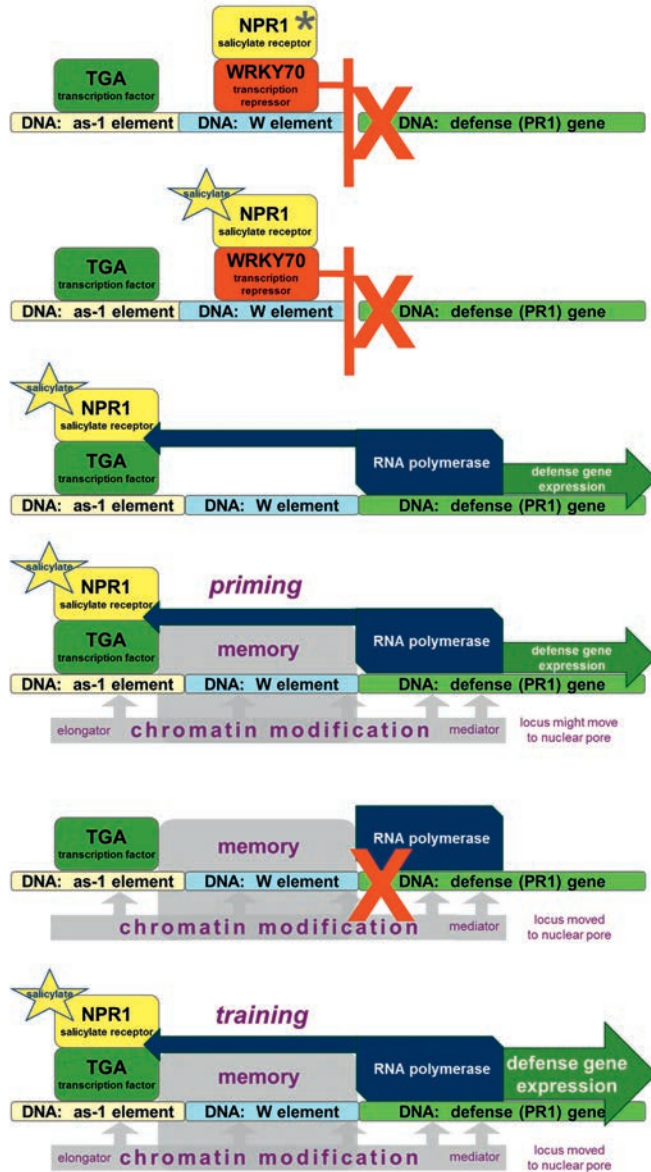 NPR1 *
salicylate receptor
TGA
transcription factor
WRKY70
transcription
repressor
DNA: as-1 element
DNA: W element
DNA: defense (PR1) gene
salicylate
NPR1
salicylate receptor
TGA
transcription factor
WRKY70
transcription
repressor
DNA: as-1 element
DNA: W element
DNA: defense (PR1) gene
salicylate
NPR1
salicylate receptor
TGA
transcription factor
RNA polymerase
defense gene
expression
DNA: as-1 element
DNA: W element
DNA: defense (PR1) gene
salicylate
NPR1
salicylate receptor
priming
TGA
transcription factor
memory
RNA polymerase
defense gene
expression
DNA: as-1 element
DNA: W element
DNA: defense (PR1) gene
elongator
chromatin modification
mediator
locus might move
to nuclear pore
TGA
transcription factor
memory
RNA polymerase
DNA: as-1 element
DNA: W element
DNA: defense (PR1) gene
chromatin modification
mediator
locus moved
to nuclear pore
salicylate
NPR1
salicylate receptor
training
TGA
transcription factor
memory
RNA polymerase
defense gene
expression
DNA: as-1 element
DNA: W element
DNA: defense (PR1) gene
elongator
chromatin modification
mediator
locus moved
to nuclear pore